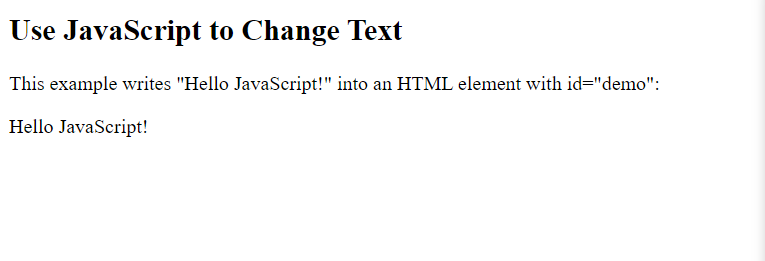 Use JavaScript to Change Text
This example writes "Hello JavaScript!" into an HTML element with id="demo":
Hello JavaScript!